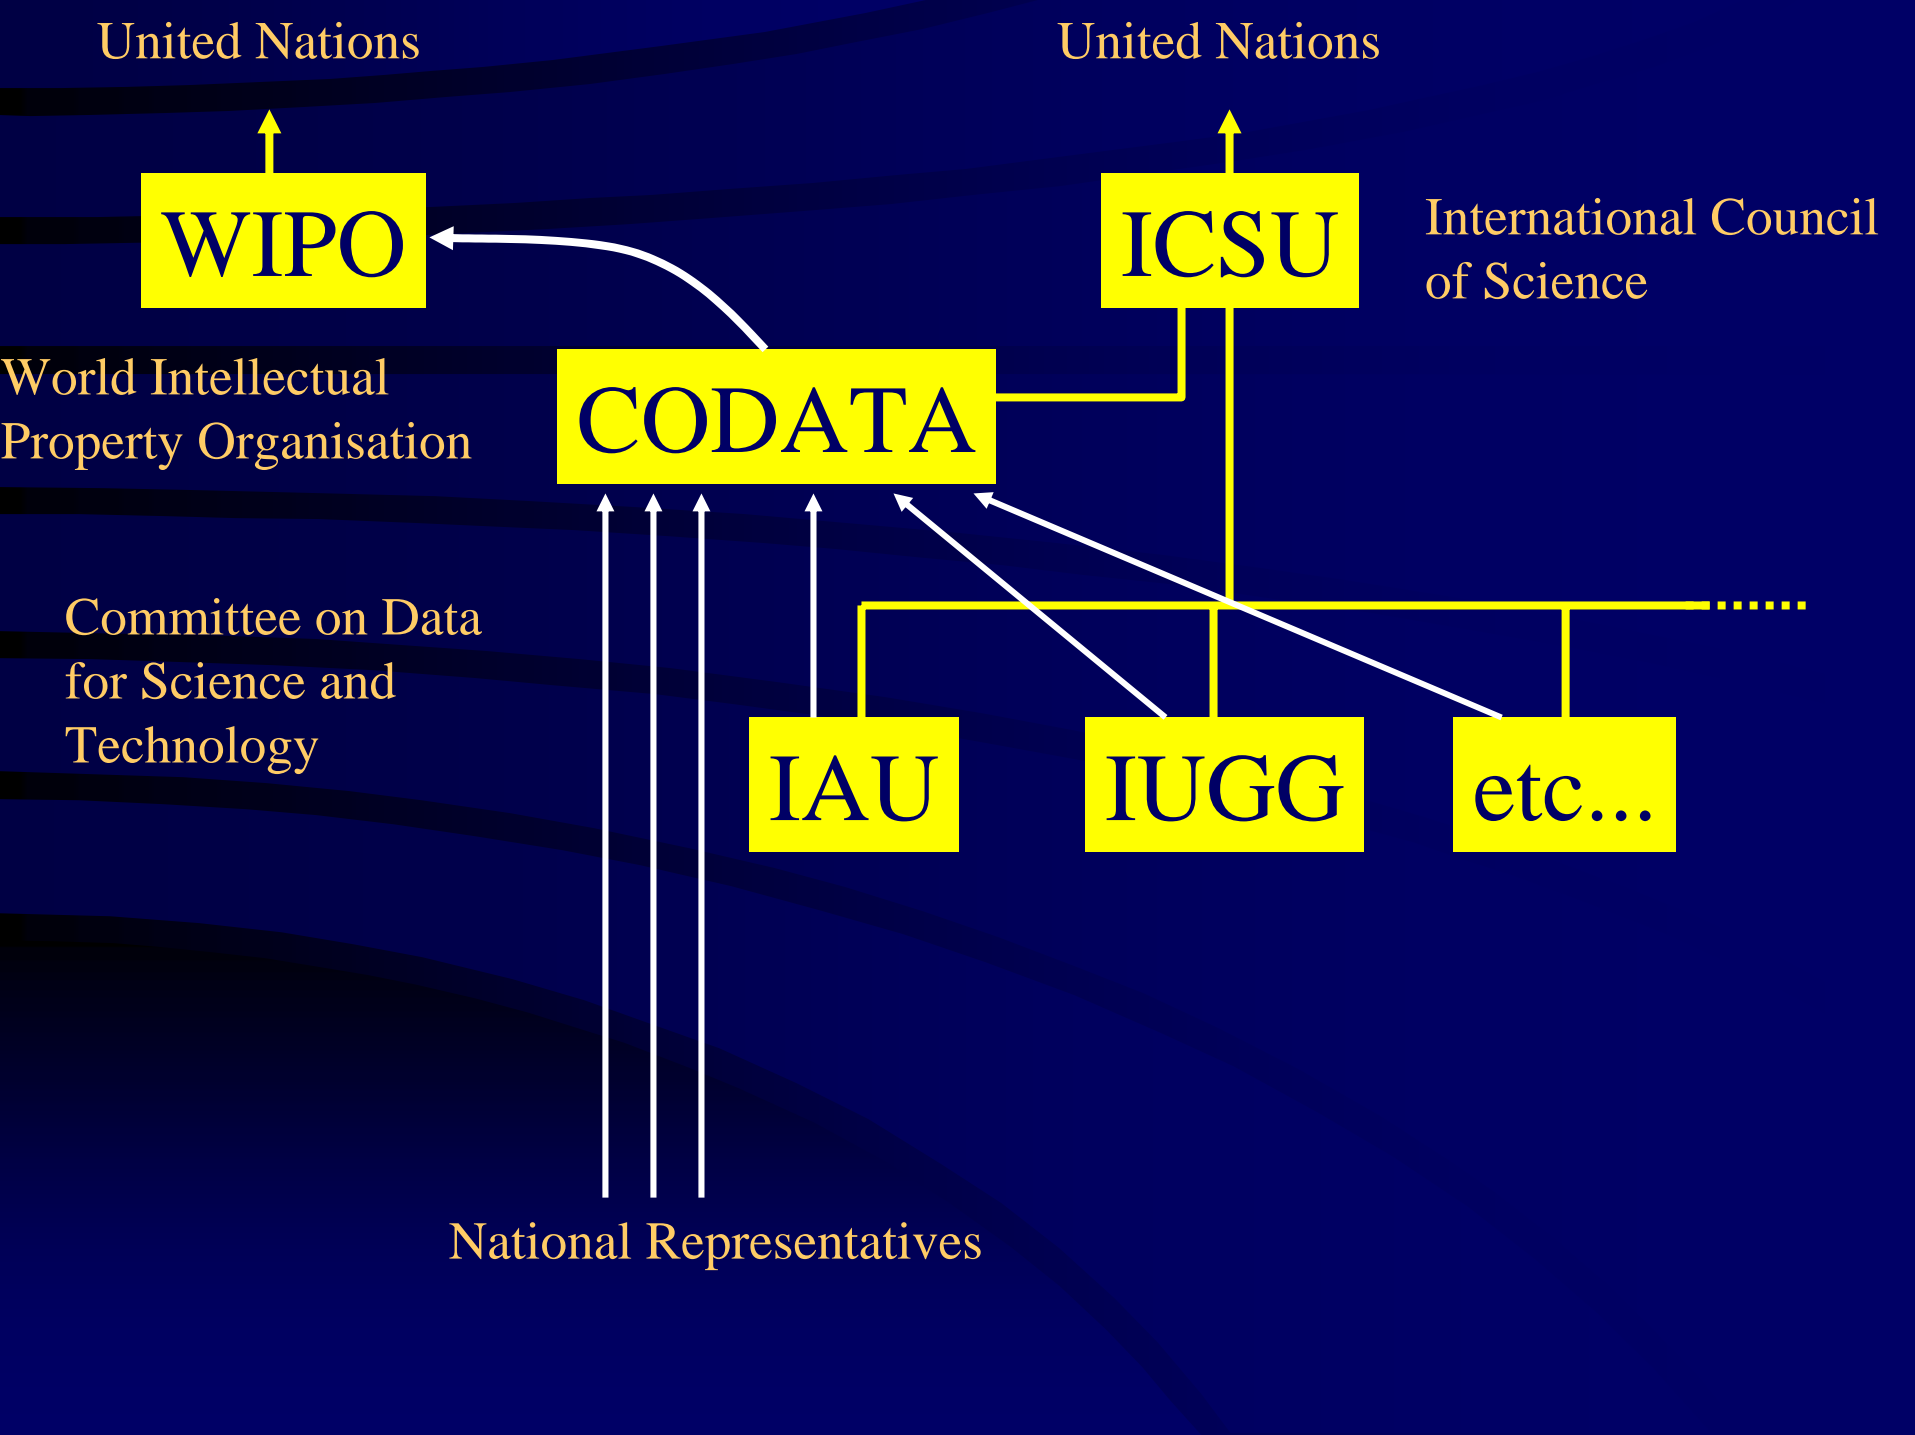 United Nations
United Nations
WIPO
ICSU
International Council
of Science
World Intellectual
Property Organisation
CODATA
Committee on Data
for Science and
Technology
IAU
IUGG
etc...
National Representatives